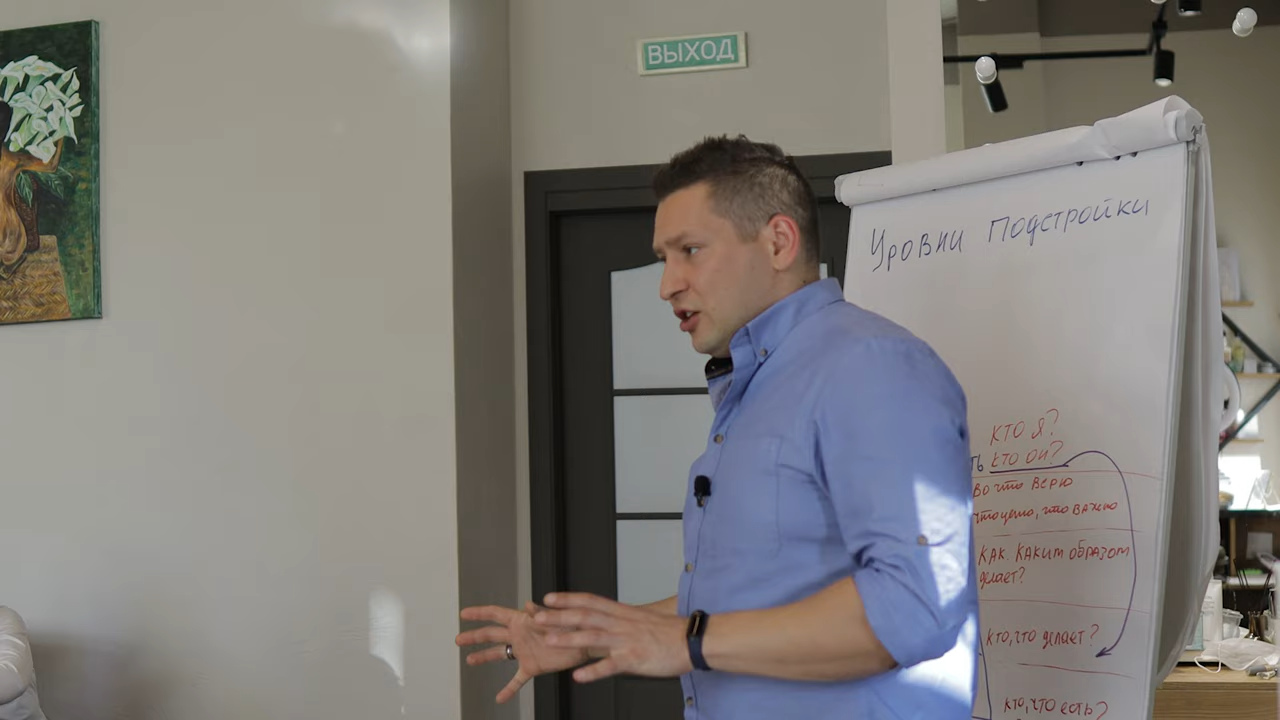 ВЫХОД
Уровни Подстройки
КТО Я?
КТО ОН?
Во что верю
что ценно, что важно
КАК КАКИМ образом
делает?
кто, что делает?
кто, что есть?